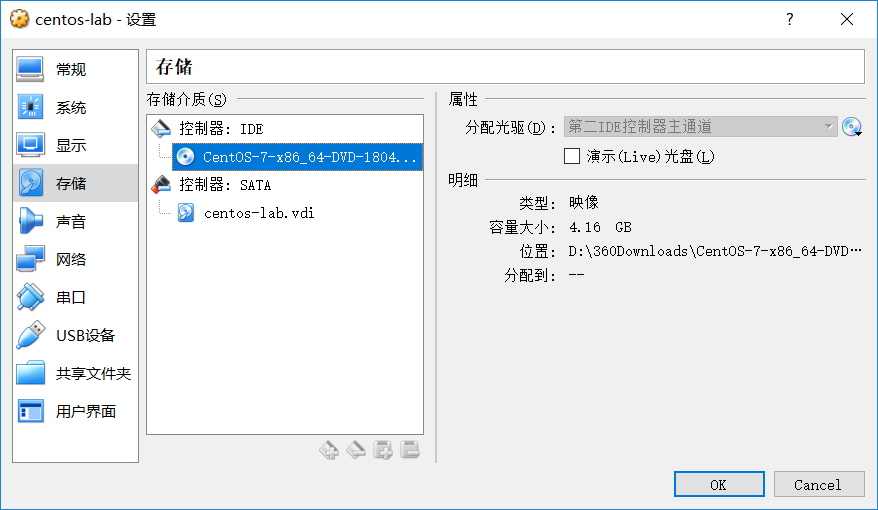 centos-lab - 设置
常规
系统
显示
存储
声音
网络
串口
USB设备
共享文件夹
用户界面
存储
存储介质(S)
控制器: IDE
CentOS-7-x86_64-DVD-1804...
控制器: SATA
centos-lab.vdi
属性
分配光驱(D): 第二IDE控制器主通道
演示(Live)光盘(L)
明细
类型: 映像
容量大小: 4.16 GB
位置: D:\360Downloads\CentOS-7-x86_64-DVD…
分配到: --
OK Cancel